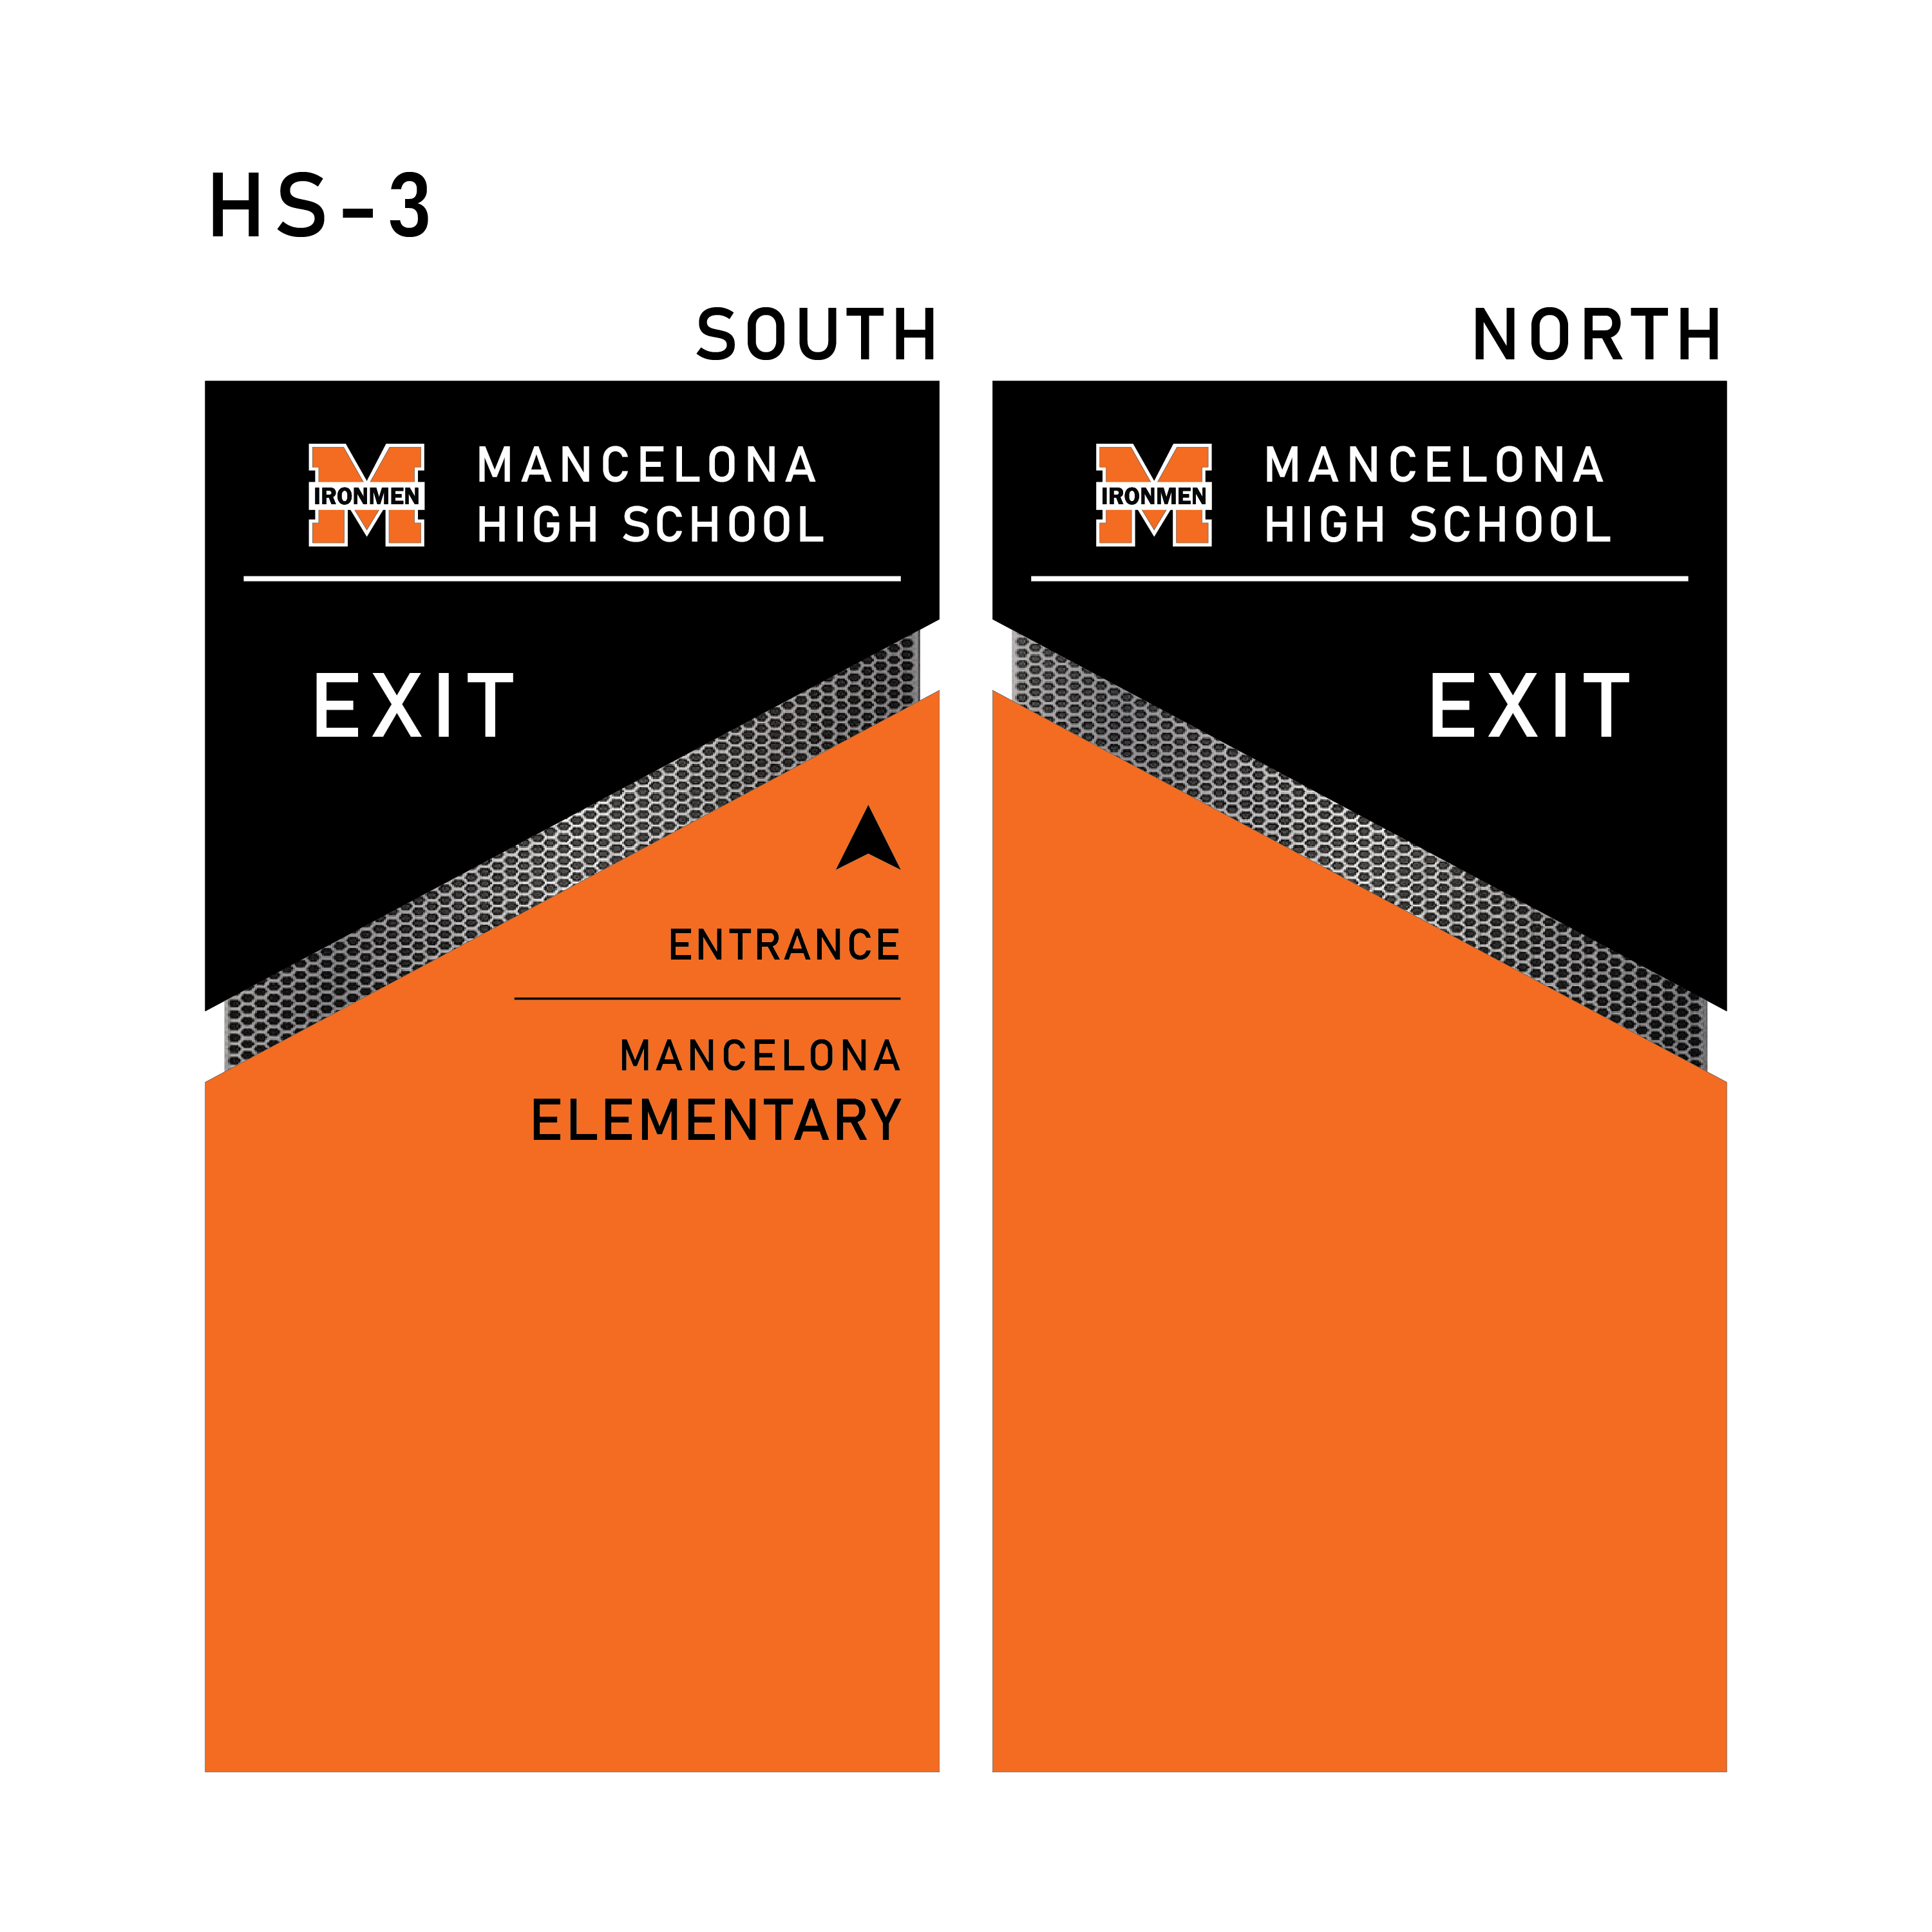 HS-3
SOUTH
IRONMEN
MANCELONA
HIGH SCHOOL
EXIT
ENTRANCE
MANCELONA
ELEMENTARY
NORTH
IRONMEN
MANCELONA
HIGH SCHOOL
EXIT